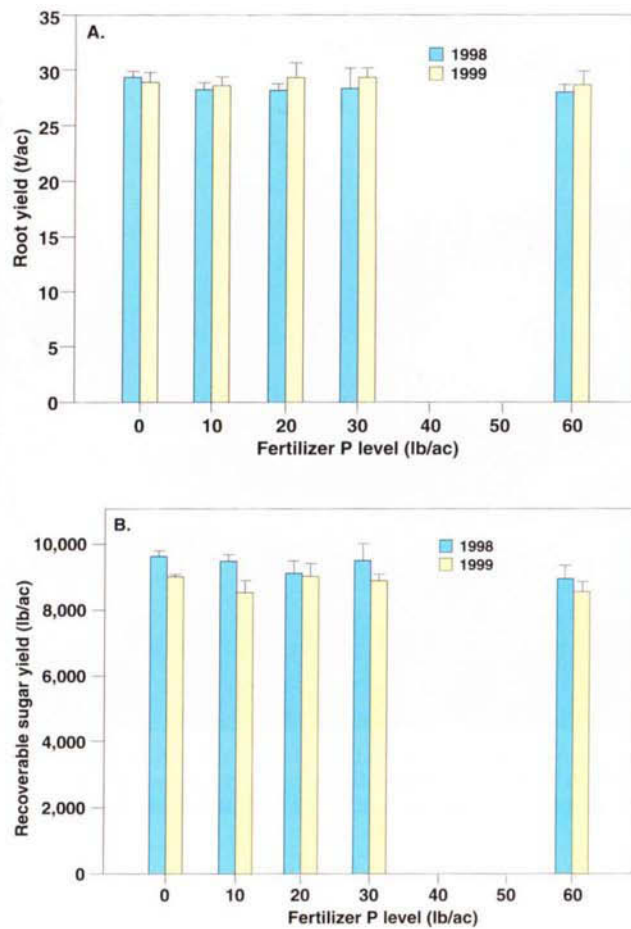 A.
1998
1999
Root yield (t/ac)
35
30
25
20
15
10
5
0
0 10 20 30 40 50 60
Fertilizer P level (lb/ac)
B.
1998
1999
Recoverable sugar yield (lb/ac)
10,000
8,000
6,000
4,000
2,000
0
0 10 20 30 40 50 60
Fertilizer P level (lb/ac)